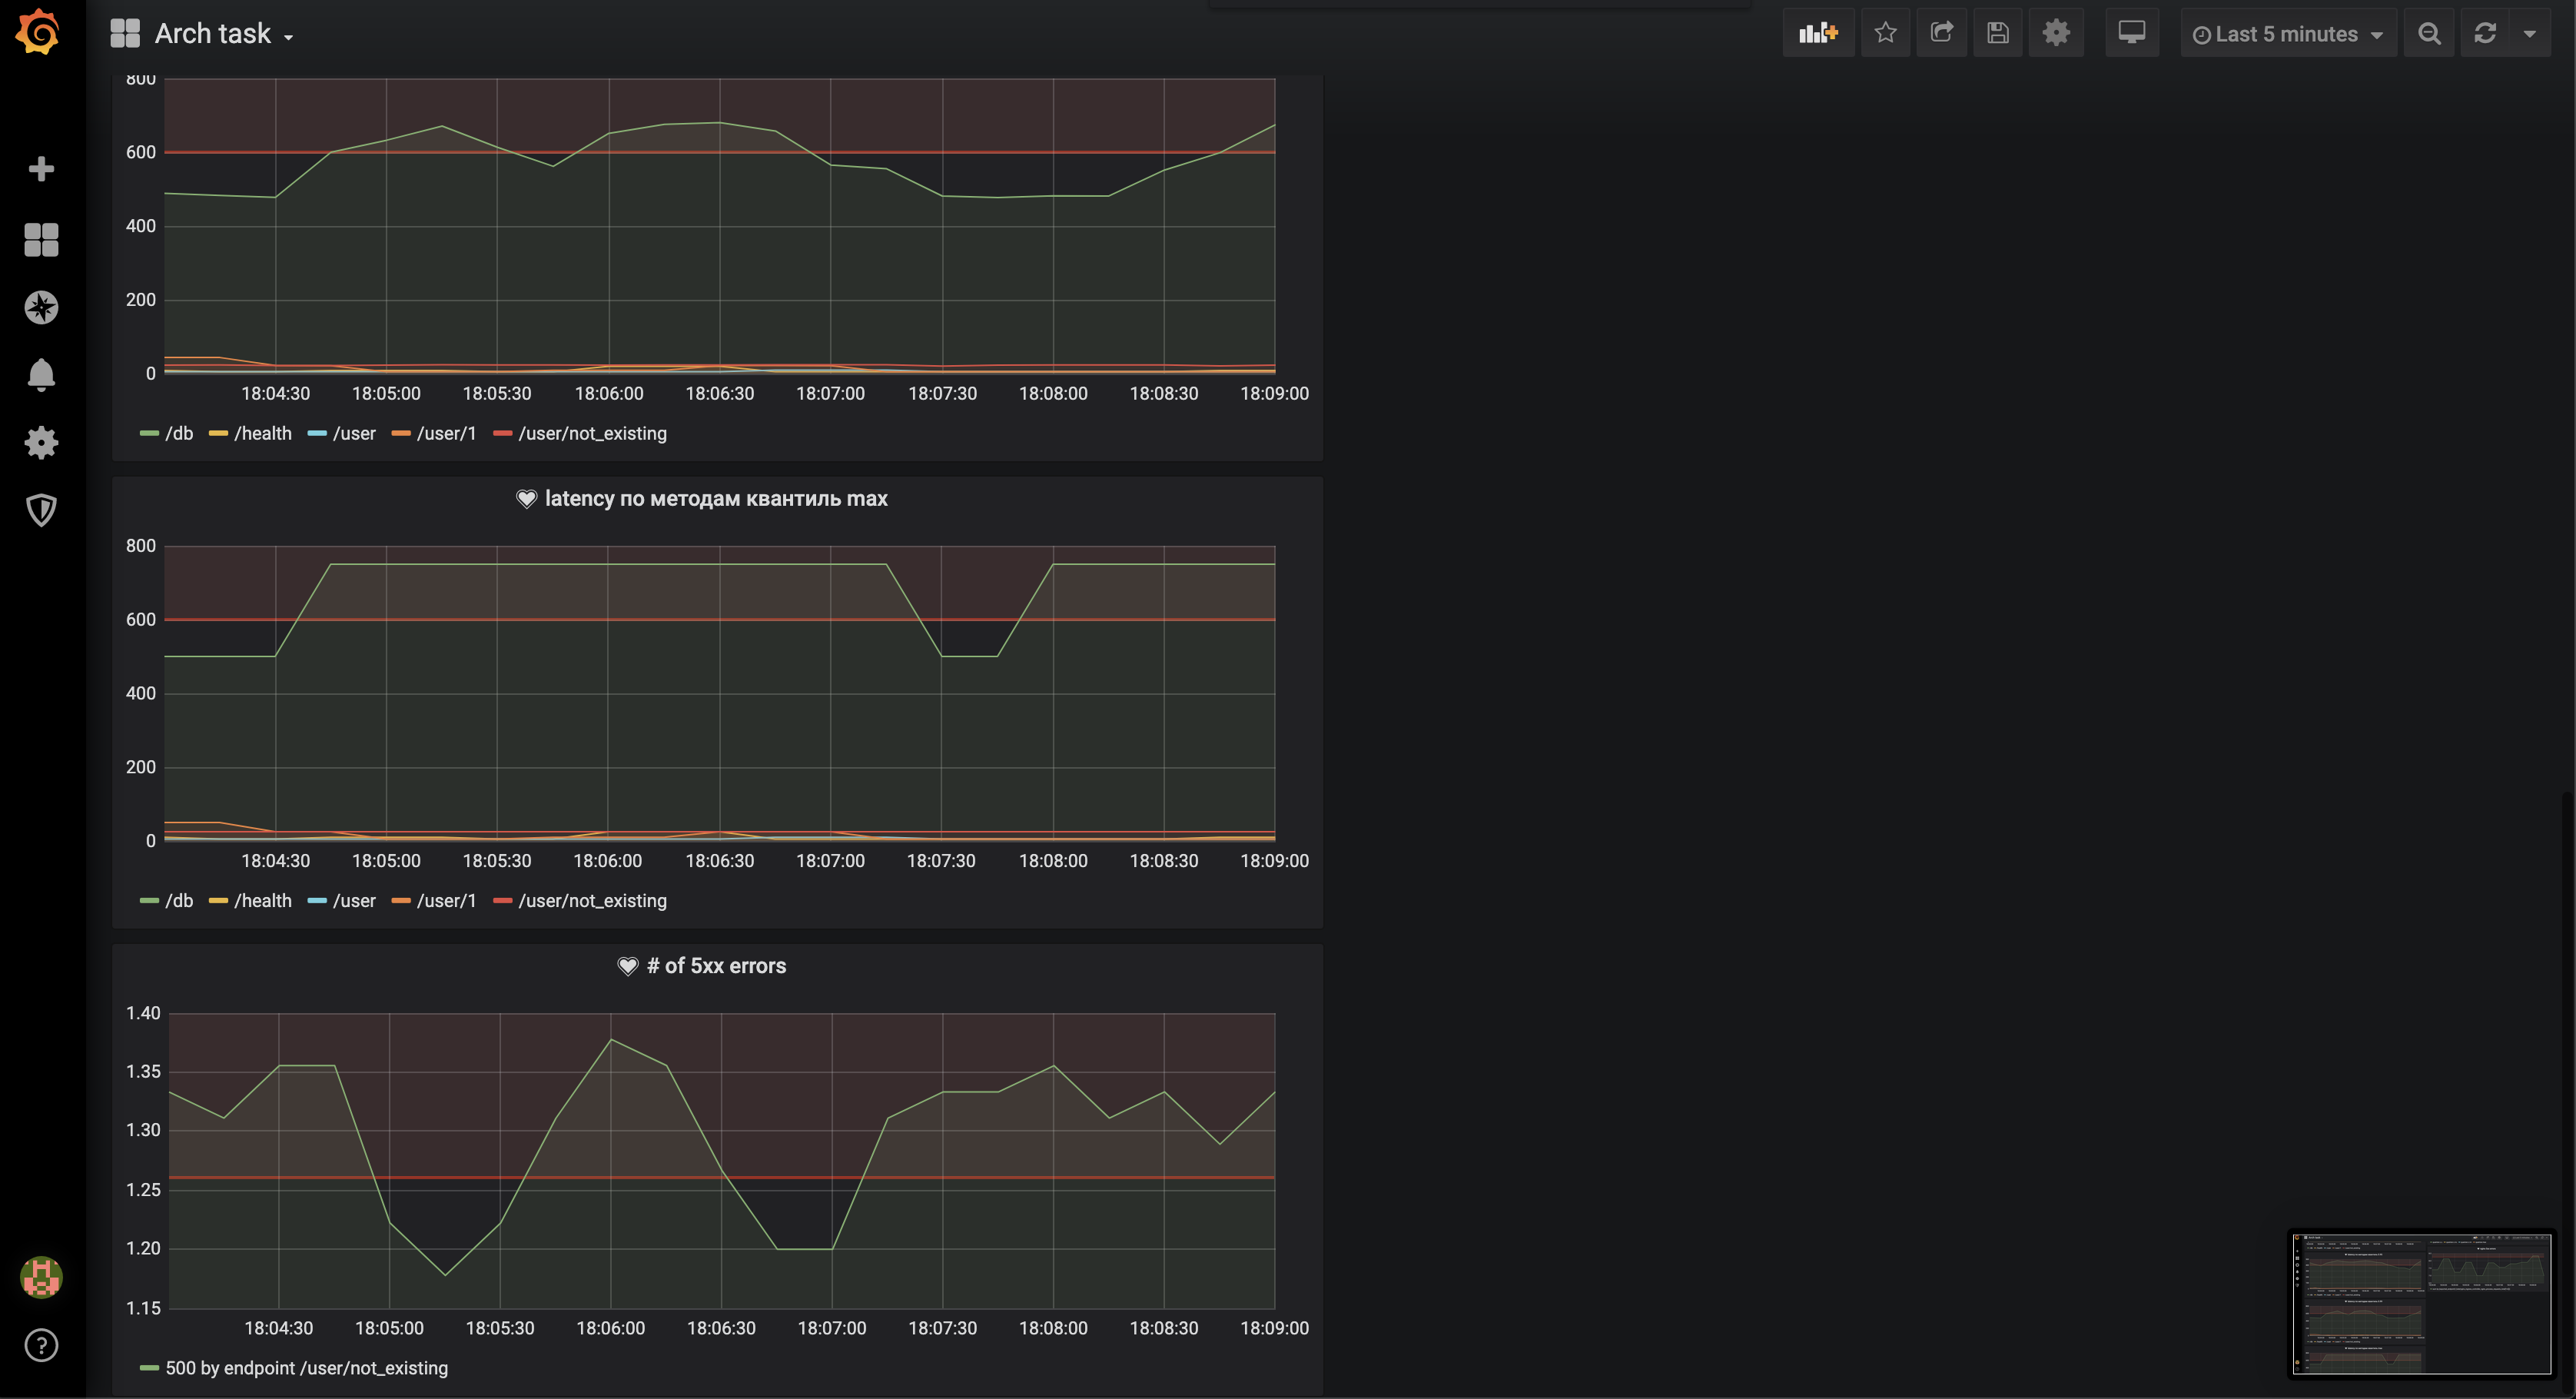 Arch task
Last 5 minutes
800
600
400
200
0
18:04:30 18:05:00 18:05:30 18:06:00 18:06:30 18:07:00 18:07:30 18:08:00 18:08:30 18:09:00
/db /health /user /user/1 /user/not_existing
latency по методам квантиль max
800
600
400
200
0
18:04:30 18:05:00 18:05:30 18:06:00 18:06:30 18:07:00 18:07:30 18:08:00 18:08:30 18:09:00
/db /health /user /user/1 /user/not_existing
# of 5xx errors
1.40
1.35
1.30
1.25
1.20
1.15
18:04:30 18:05:00 18:05:30 18:06:00 18:06:30 18:07:00 18:07:30 18:08:00 18:08:30 18:09:00
500 by endpoint /user/not_existing